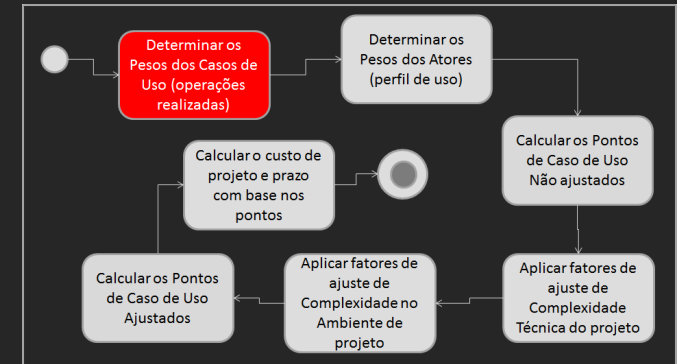 Determinar os
Pesos dos Casos de
Uso (operações
realizadas)
Determinar os
Pesos dos Atores
(perfil de uso)
Calcular os Pontos
de Caso de Uso
Não ajustados
Aplicar fatores de
ajuste de
Complexidade
Técnica do projeto
Aplicar fatores de
ajuste de
Complexidade no
Ambiente de
projeto
Calcular os Pontos
de Caso de Uso
Ajustados
Calcular o custo de
projeto e prazo
com base nos
pontos